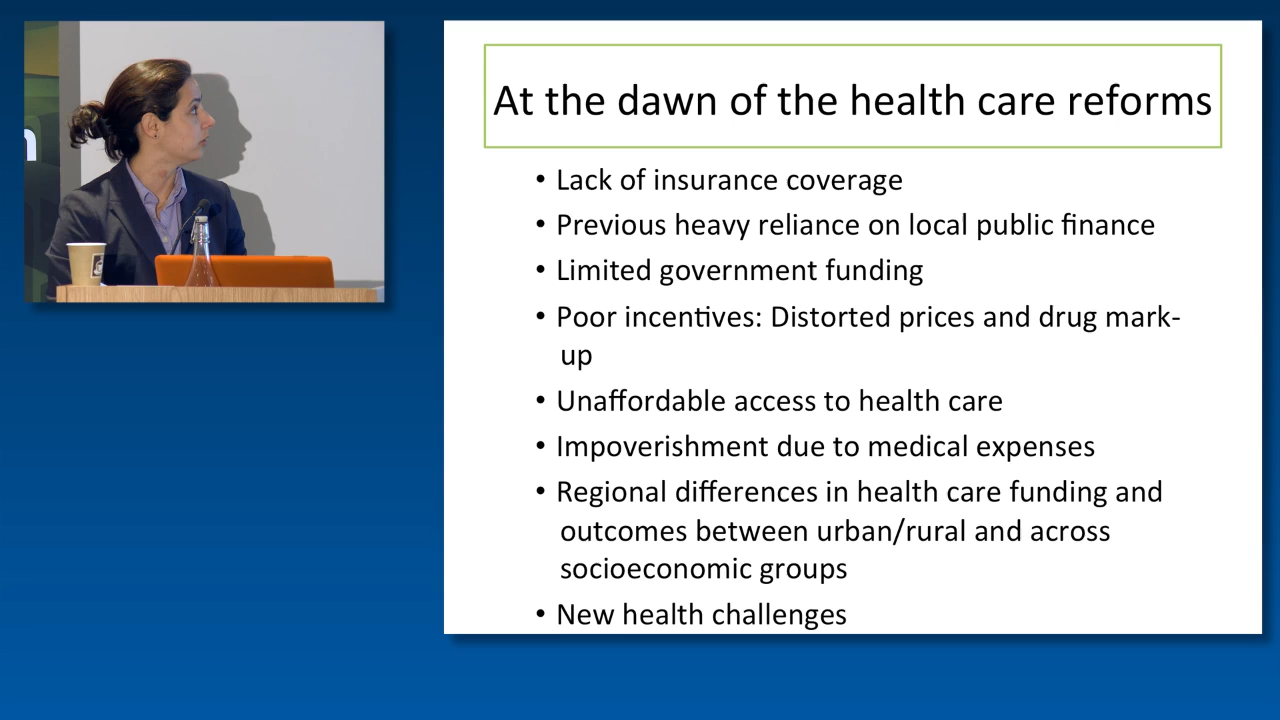 At the dawn of the health care reforms
• Lack of insurance coverage
• Previous heavy reliance on local public finance
• Limited government funding
• Poor incentives: Distorted prices and drug mark-
up
• Unaffordable access to health care
• Impoverishment due to medical expenses
• Regional differences in health care funding and
outcomes between urban/rural and across
socioeconomic groups
• New health challenges